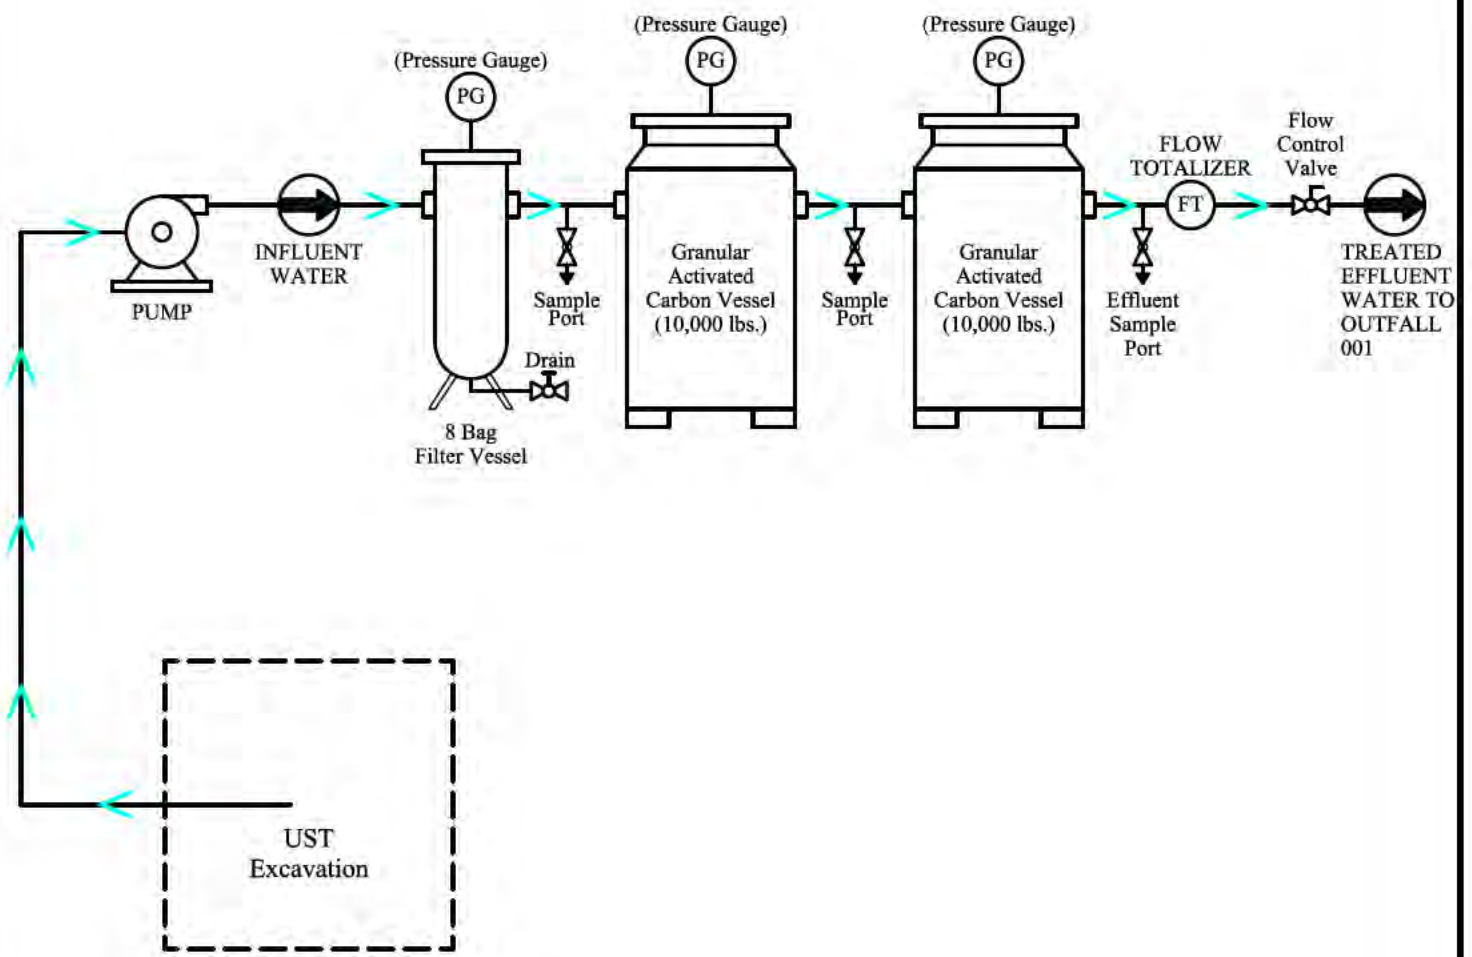 (Pressure Gauge)
PG
(Pressure Gauge)
PG
(Pressure Gauge)
PG
PUMP
INFLUENT
WATER
8 Bag
Filter Vessel
Drain
Sample
Port
Granular
Activated
Carbon Vessel
(10,000 lbs.)
Sample
Port
Granular
Activated
Carbon Vessel
(10,000 lbs.)
Effluent
Sample
Port
FLOW
TOTALIZER
FT
Flow
Control
Valve
TREATED
EFFLUENT
WATER TO
OUTFALL
001
UST
Excavation